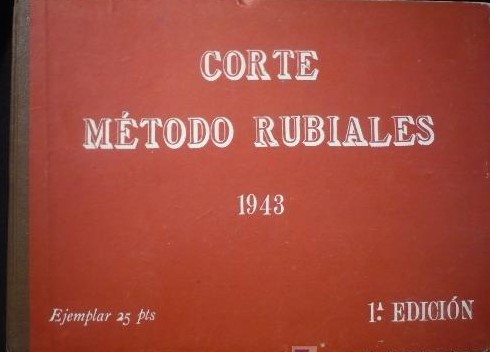 CORTE
MÉTODO RUBIALES
1943
Ejemplar 25 pts
1.ᴬ EDICIÓN